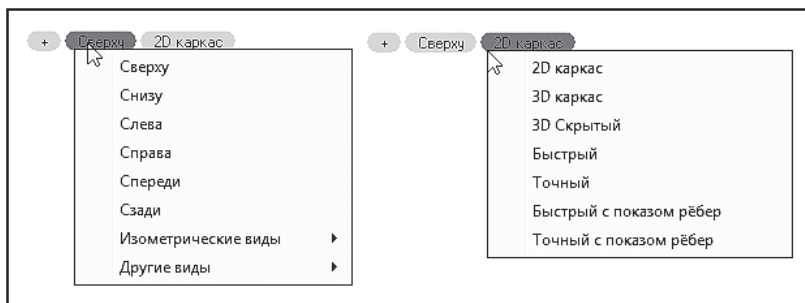 + Сверху 2D каркас
Сверху
Снизу
Слева
Справа
Спереди
Сзади
Изометрические виды
Другие виды
+ Сверху 2D каркас
2D каркас
3D каркас
3D Скрытый
Быстрый
Точный
Быстрый с показом рёбер
Точный с показом рёбер